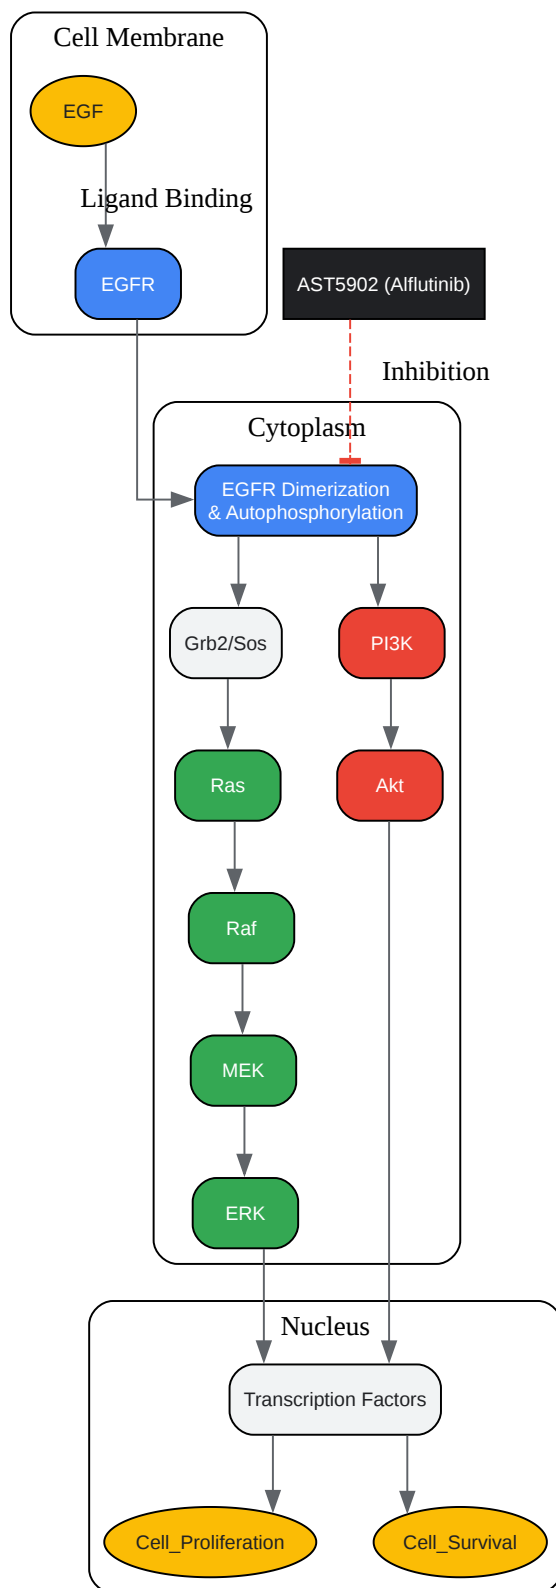 Cell Membrane
EGF
Ligand Binding
EGFR
AST5902 (Alflutinib)
Inhibition
Cytoplasm
EGFR Dimerization
& Autophosphorylation
Grb2/Sos
PI3K
Ras
Akt
Raf
MEK
ERK
Nucleus
Transcription Factors
Cell_Proliferation
Cell_Survival